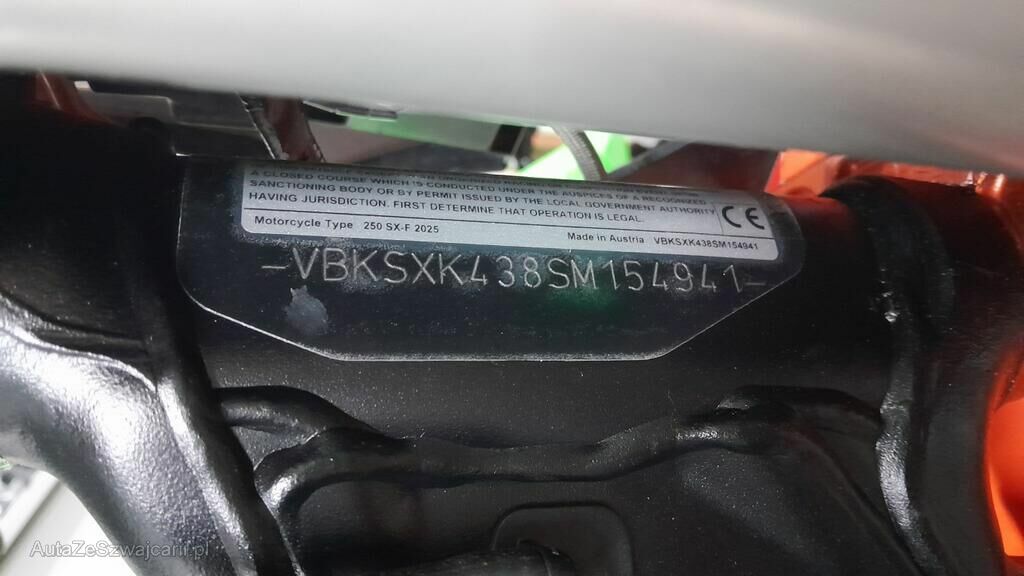 A CLOSED COURSE WHICH IS CONDUCTED UNDER THE AUSPICES OF A RECOGNIZED
SANCTIONING BODY OR BY PERMIT ISSUED BY THE LOCAL GOVERNMENT AUTHORITY
HAVING JURISDICTION. FIRST DETERMINE THAT OPERATION IS LEGAL.
CE
Motorcycle Type 250 SX-F 2025 Made in Austria VBKSXK438SM154941
-VBKSXK438SM154941-
AutaZeSzwajcarii.pl